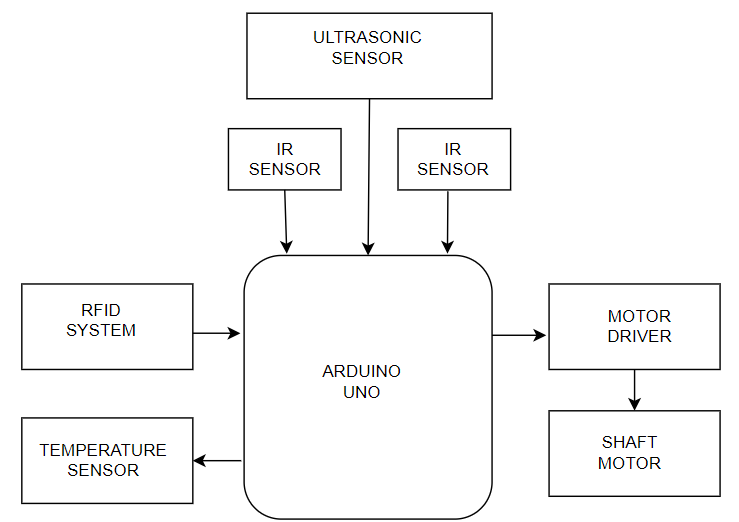 ULTRASONIC
SENSOR
IR
SENSOR
IR
SENSOR
RFID
SYSTEM
ARDUINO
UNO
MOTOR
DRIVER
TEMPERATURE
SENSOR
SHAFT
MOTOR